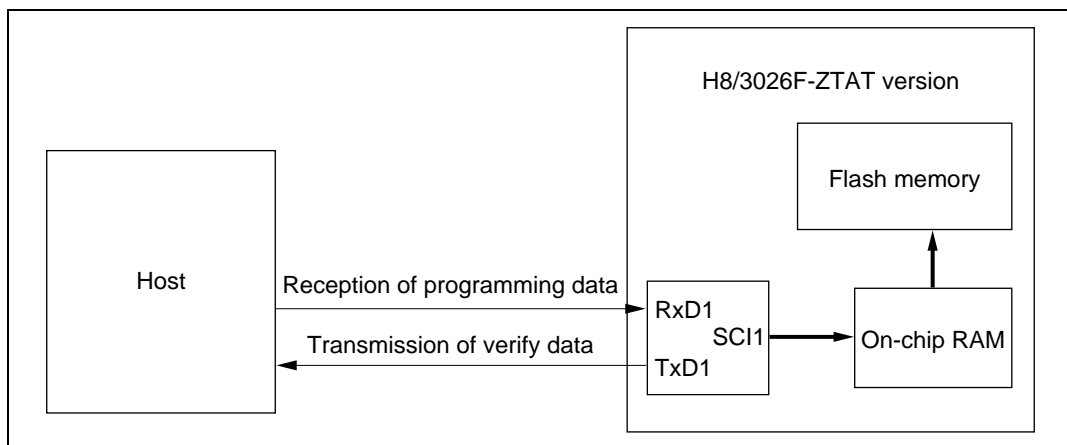 H8/3026F-ZTAT version
Flash memory
Host
Reception of programming data
RxD1
SCI1
On-chip RAM
Transmission of verify data
TxD1